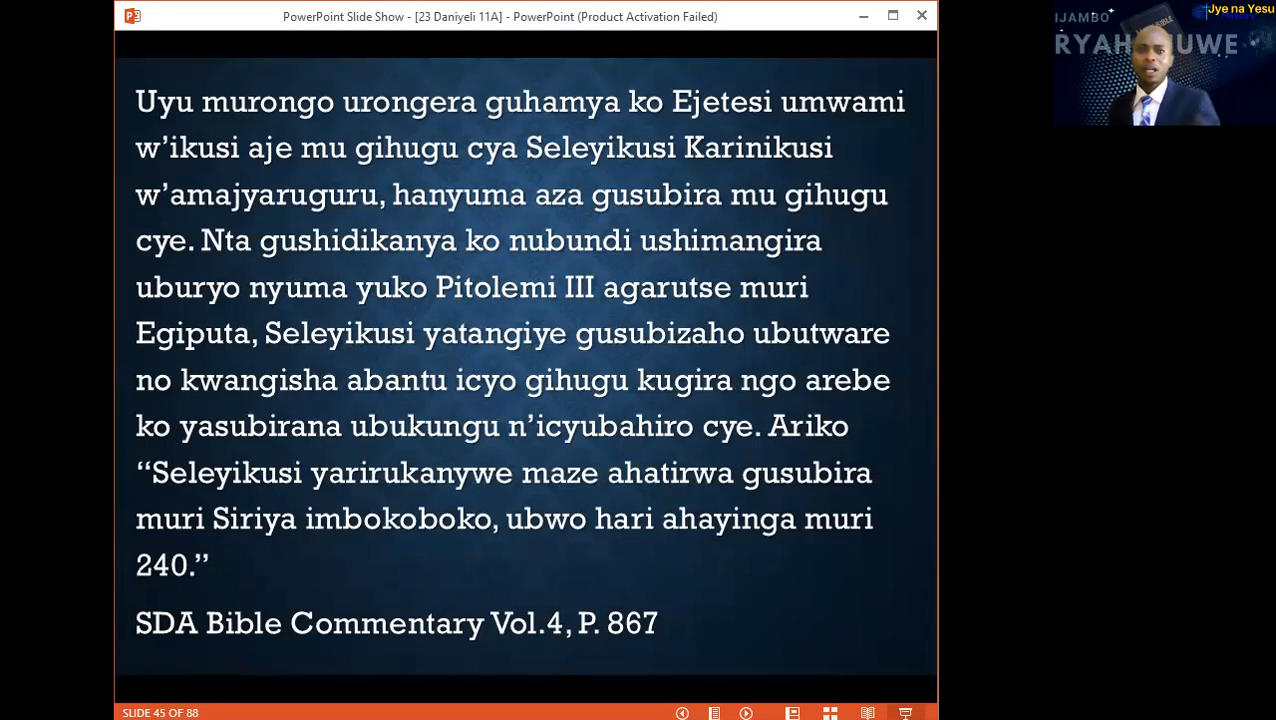 PowerPoint Slide Show - [23 Daniyeli 11A] - PowerPoint (Product Activation Failed)
Jye na Yesu
IJAMBO
Uyu murongo urongera guhamya ko Ejetesi umwami
w’ikusi aje mu gihugu cya Seleyikusi Karinikusi
w’amajyaruguru, hanyuma aza gusubira mu gihugu
cye. Nta gushidikanya ko nubundi ushimangira
uburyo nyuma yuko Pitolemi III agarutse muri
Egiputa, Seleyikusi yatangiye gusubizaho ubutware
no kwangisha abantu icyo gihugu kugira ngo arebe
ko yasubirana ubukungu n’icyubahiro cye. Ariko
“Seleyikusi yarirukanywe maze ahatirwa gusubira
muri Siriya imbokoboko, ubwo hari ahayinga muri
240.”
SDA Bible Commentary Vol.4, P. 867
SLIDE 45 OF 88